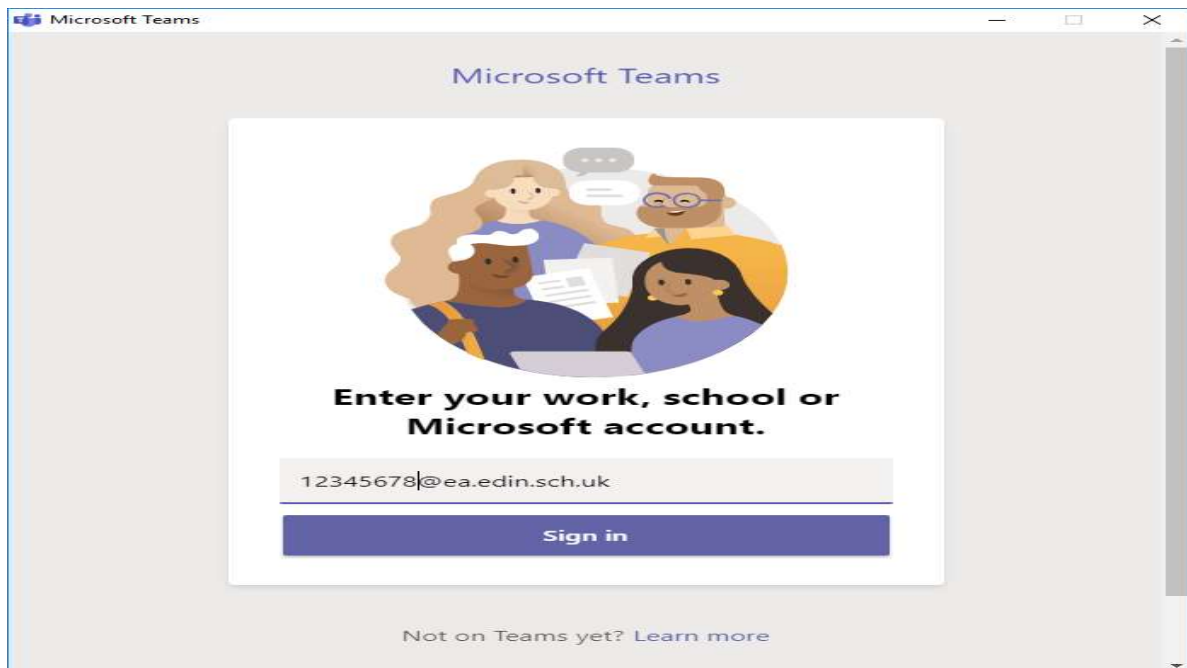 Microsoft Teams
Microsoft Teams
Enter your work, school or
Microsoft account.
12345678@ea.edin.sch.uk
Sign in
Not on Teams yet? Learn more